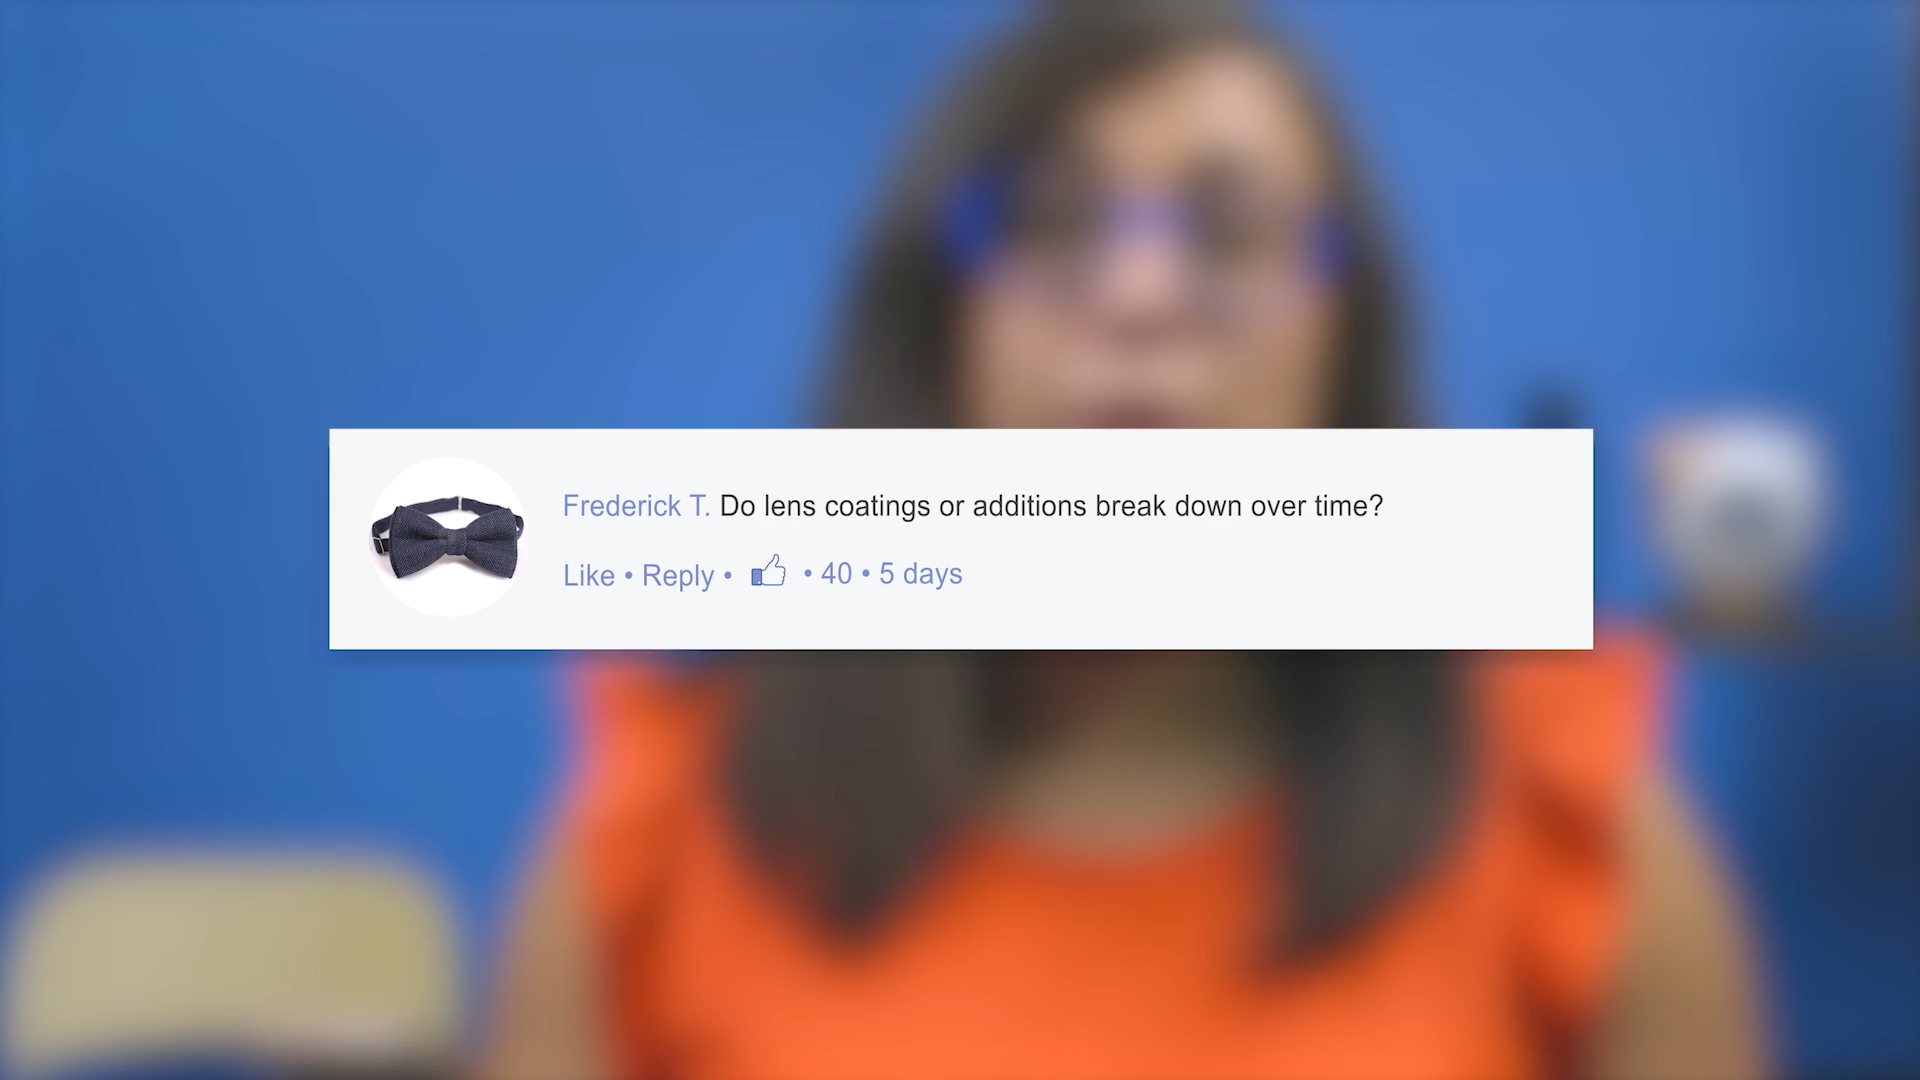 Frederick T. Do lens coatings or additions break down over time?
Like • Reply • • 40 • 5 days